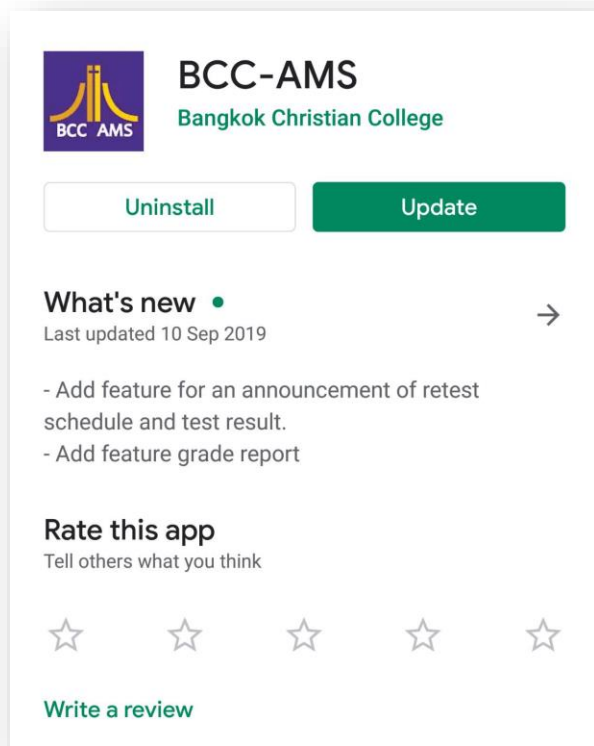 BCC-AMS
BCC AMS
Bangkok Christian College
Uninstall
Update
What's new
Last updated 10 Sep 2019
- Add feature for an announcement of retest
schedule and test result.
- Add feature grade report
Rate this app
Tell others what you think
Write a review